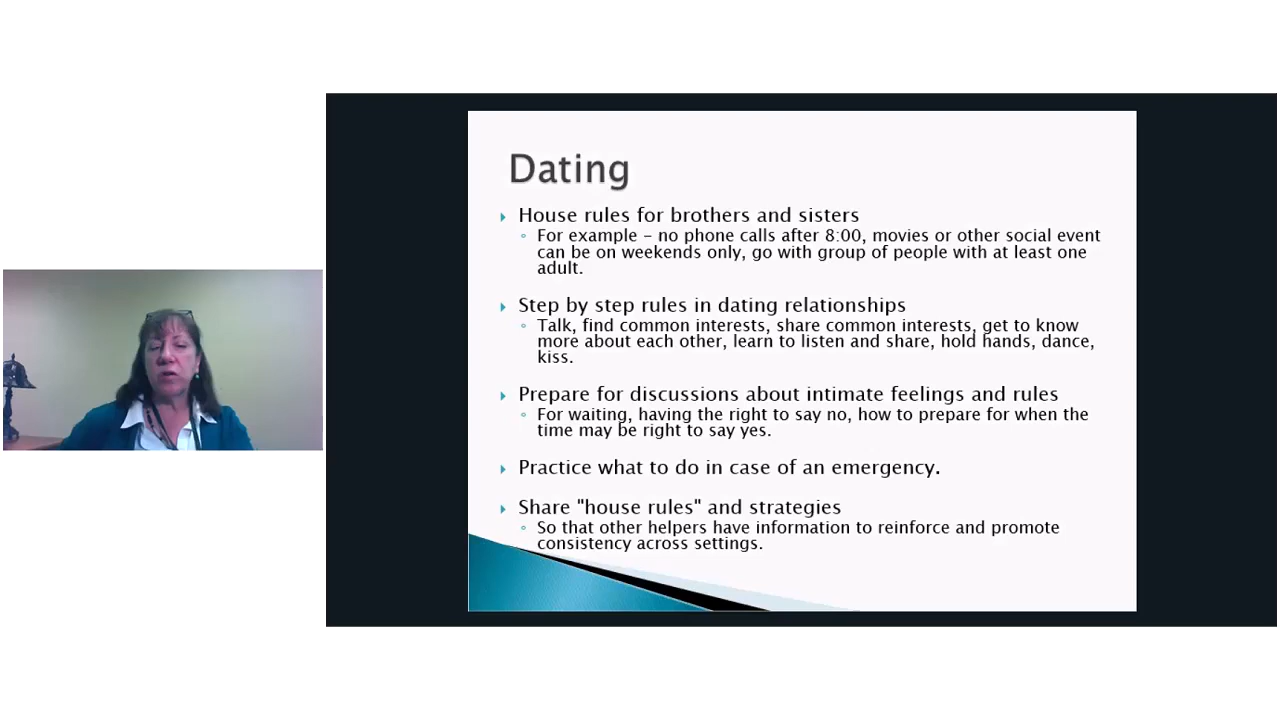 Dating
House rules for brothers and sisters
For example – no phone calls after 8:00, movies or other social event
can be on weekends only, go with group of people with at least one
adult.
Step by step rules in dating relationships
Talk, find common interests, share common interests, get to know
more about each other, learn to listen and share, hold hands, dance,
kiss.
Prepare for discussions about intimate feelings and rules
For waiting, having the right to say no, how to prepare for when the
time may be right to say yes.
Practice what to do in case of an emergency.
Share "house rules" and strategies
So that other helpers have information to reinforce and promote
consistency across settings.